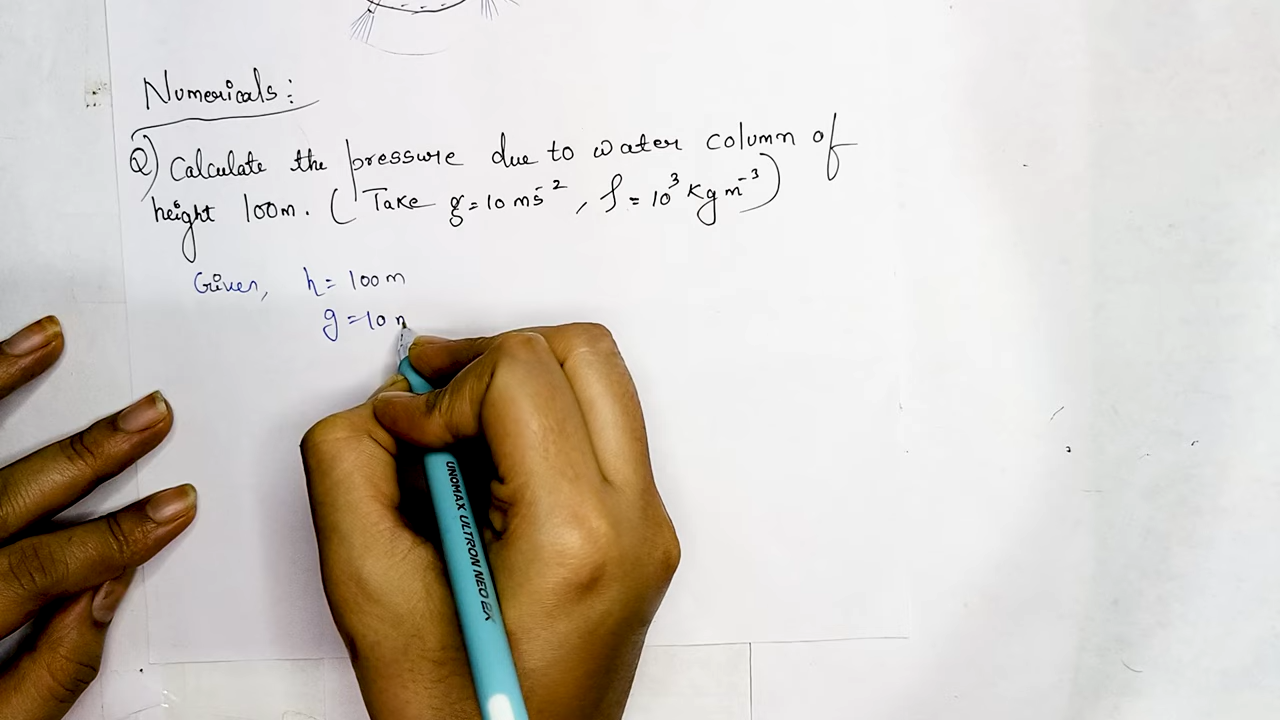 Numericals:
Q) Calculate the pressure due to water column of
height 100m. (Take g = 10 ms⁻², ρ = 10³ Kg m⁻³)
Given, h = 100 m
g = 10 m
UNOMAX ULTRON NEO 2X